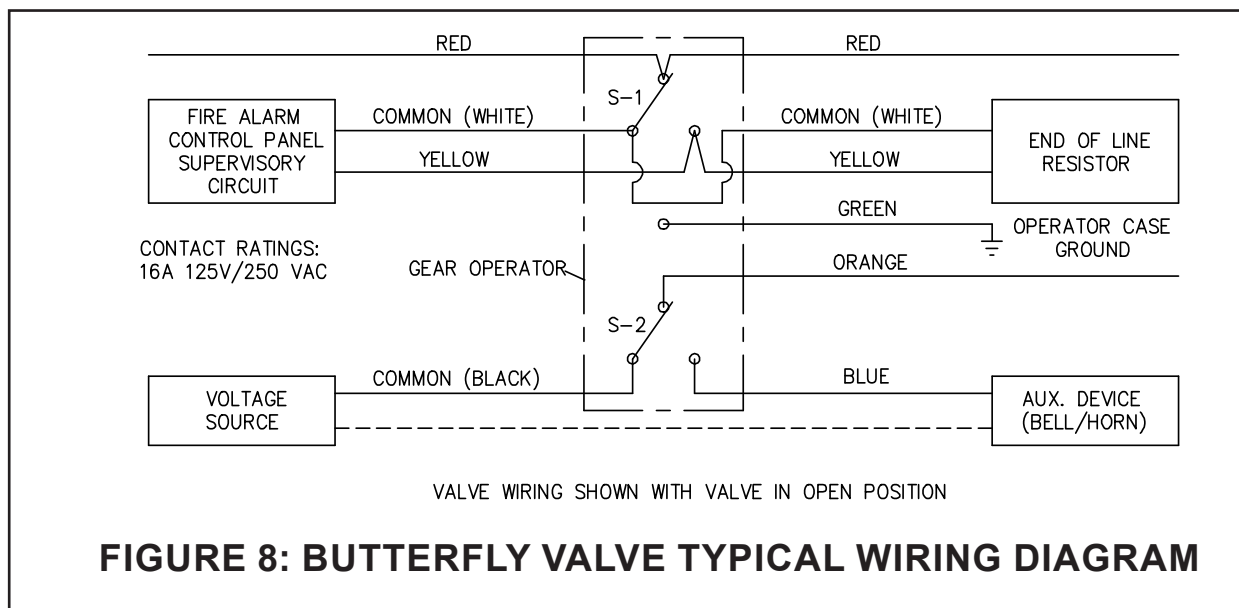 RED
RED
S-1
FIRE ALARM
CONTROL PANEL
SUPERVISORY
CIRCUIT
COMMON (WHITE)
COMMON (WHITE)
END OF LINE
RESISTOR
YELLOW
YELLOW
GREEN
OPERATOR CASE
GROUND
CONTACT RATINGS:
16A 125V/250 VAC
GEAR OPERATOR
ORANGE
S-2
COMMON (BLACK)
BLUE
VOLTAGE
SOURCE
AUX. DEVICE
(BELL/HORN)
VALVE WIRING SHOWN WITH VALVE IN OPEN POSITION
FIGURE 8: BUTTERFLY VALVE TYPICAL WIRING DIAGRAM